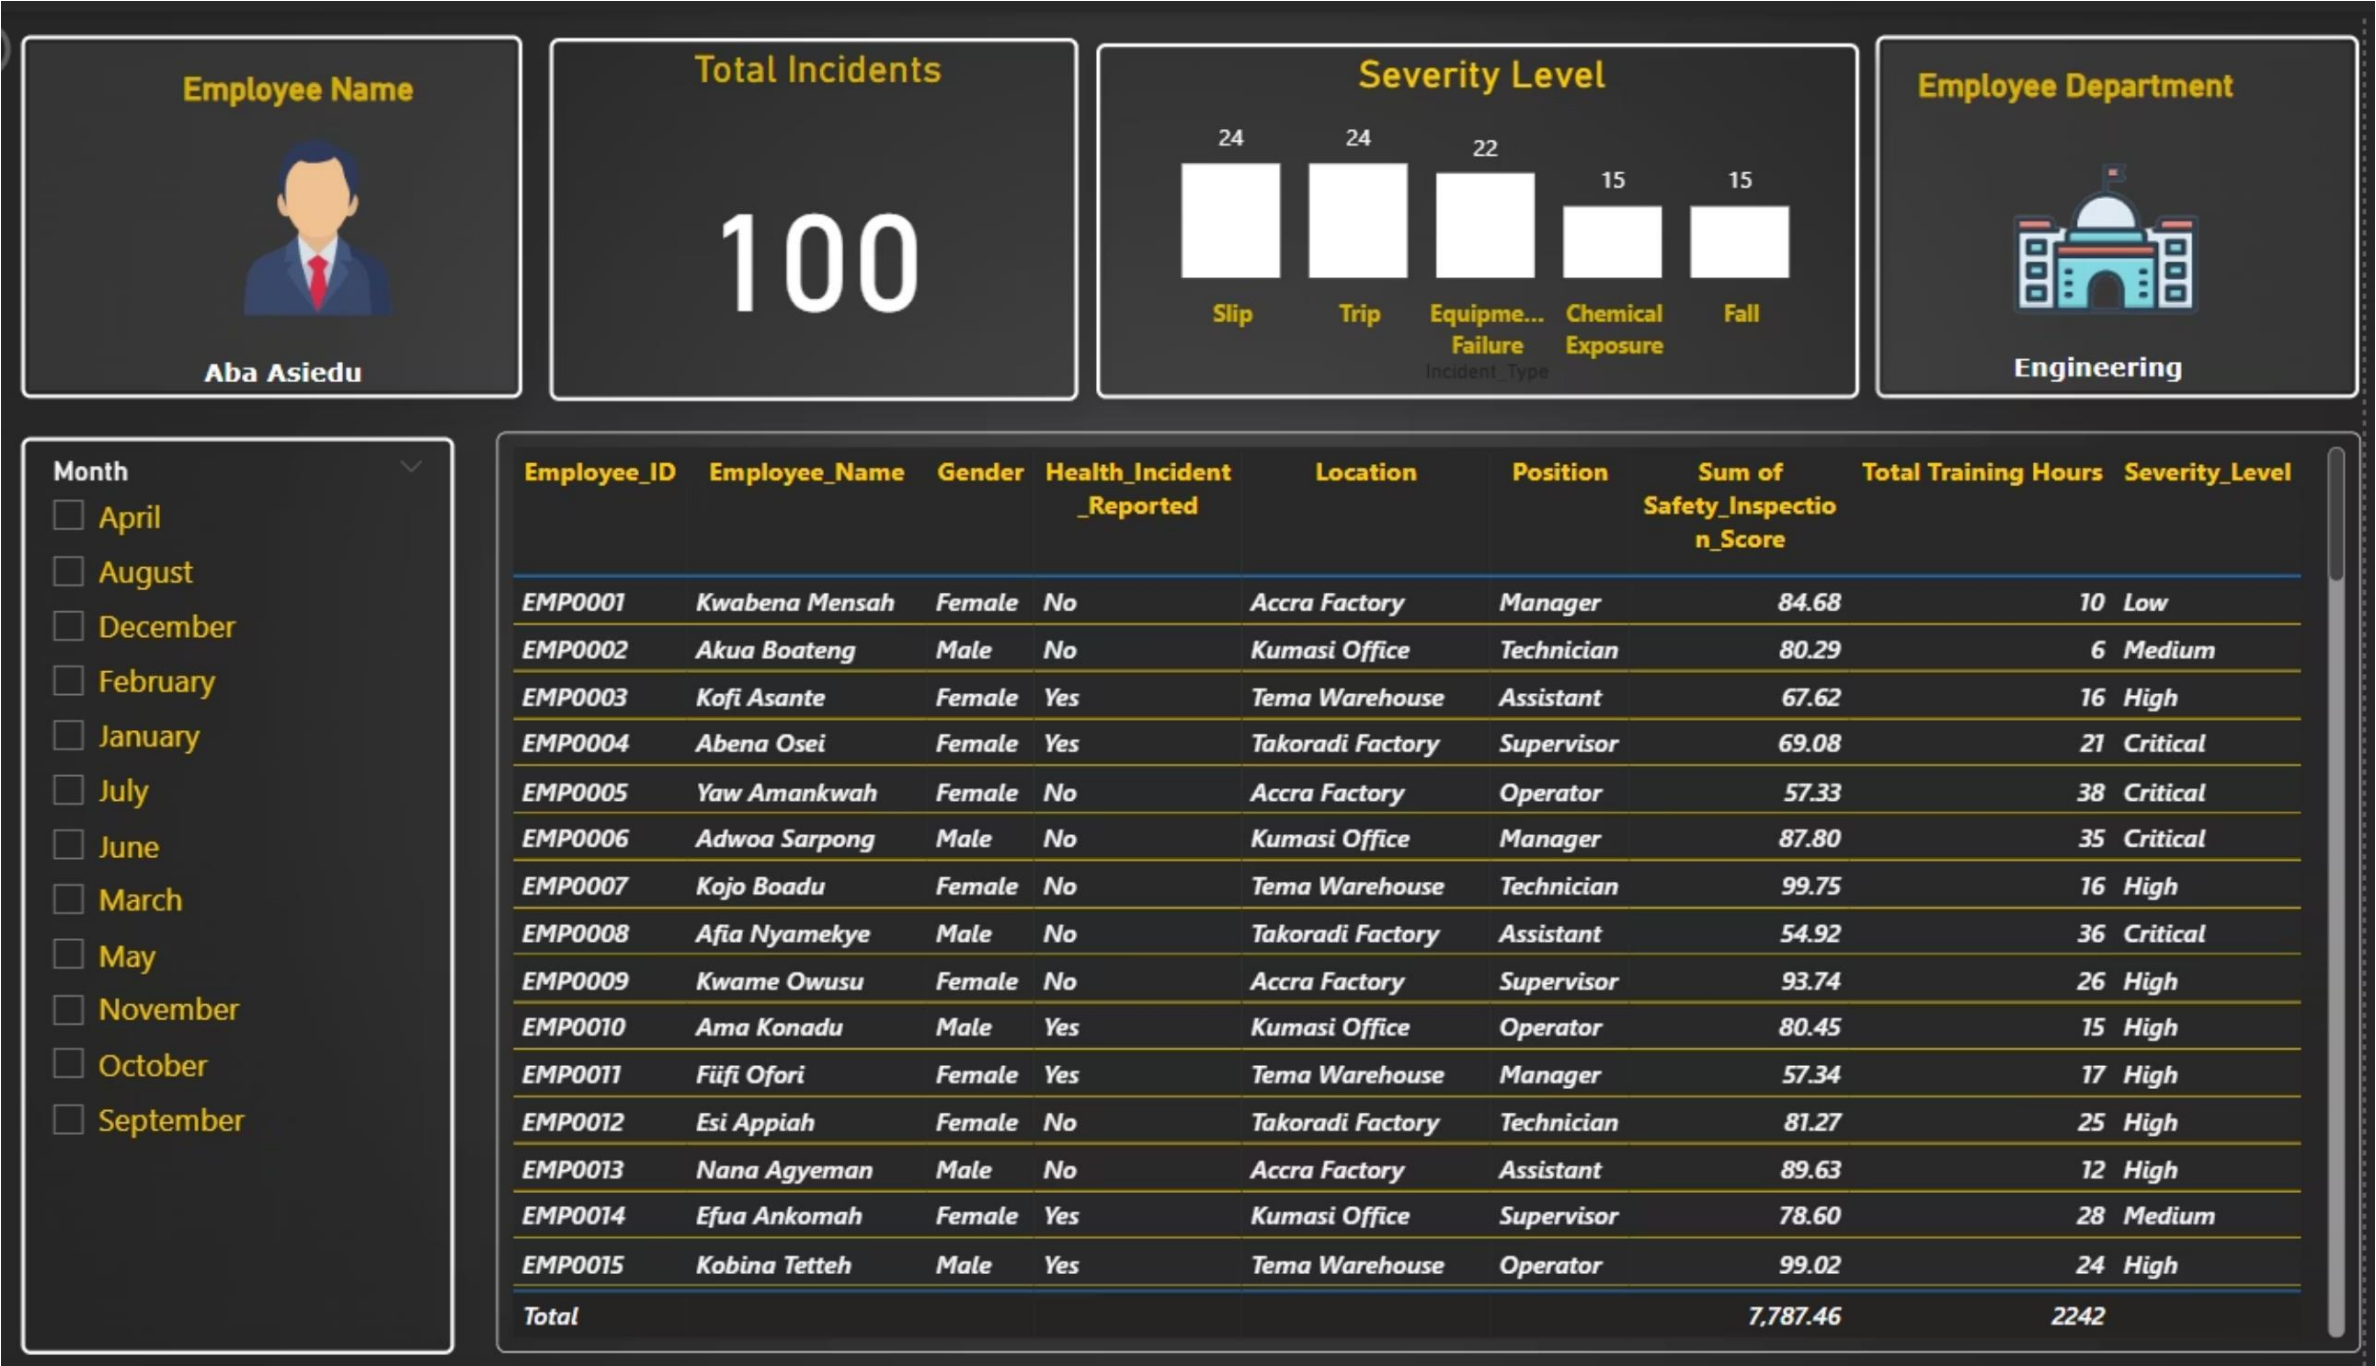 Employee Name
Aba Asiedu
Total Incidents
100
Severity Level
24 24 22 15 15
Slip Trip Equipme... Chemical Fall
Failure Exposure
Incident_Type
Employee Department
Engineering
Month
April
August
December
February
January
July
June
March
May
November
October
September
Employee_ID Employee_Name Gender Health_Incident Location Position Sum of Total Training Hours Severity_Level
_Reported Safety_Inspectio
n_Score
EMP0001 Kwabena Mensah Female No Accra Factory Manager 84.68 10 Low
EMP0002 Akua Boateng Male No Kumasi Office Technician 80.29 6 Medium
EMP0003 Kofi Asante Female Yes Tema Warehouse Assistant 67.62 16 High
EMP0004 Abena Osei Female Yes Takoradi Factory Supervisor 69.08 21 Critical
EMP0005 Yaw Amankwah Female No Accra Factory Operator 57.33 38 Critical
EMP0006 Adwoa Sarpong Male No Kumasi Office Manager 87.80 35 Critical
EMP0007 Kojo Boadu Female No Tema Warehouse Technician 99.75 16 High
EMP0008 Afia Nyamekye Male No Takoradi Factory Assistant 54.92 36 Critical
EMP0009 Kwame Owusu Female No Accra Factory Supervisor 93.74 26 High
EMP0010 Ama Konadu Male Yes Kumasi Office Operator 80.45 15 High
EMP0011 Fiifi Ofori Female Yes Tema Warehouse Manager 57.34 17 High
EMP0012 Esi Appiah Female No Takoradi Factory Technician 81.27 25 High
EMP0013 Nana Agyeman Male No Accra Factory Assistant 89.63 12 High
EMP0014 Efua Ankomah Female Yes Kumasi Office Supervisor 78.60 28 Medium
EMP0015 Kobina Tetteh Male Yes Tema Warehouse Operator 99.02 24 High
Total 7,787.46 2242